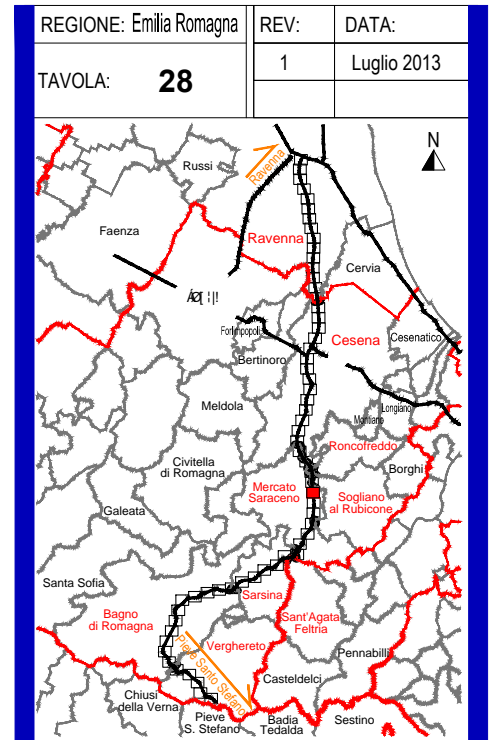 REGIONE: Emilia Romagna
REV:
DATA:
TAVOLA: 28
1
Luglio 2013
N
Russi
Ravenna
Faenza
Ravenna
Cervia
Forlimpopoli
Cesena
Cesenatico
Bertinoro
Meldola
Longiano
Montiano
Roncofreddo
Civitella
di Romagna
Borghi
Mercato
Saraceno
Sogliano
al Rubicone
Galeata
Santa Sofia
Sarsina
Bagno
di Romagna
Sant'Agata
Feltria
Verghereto
Pieve Santo Stefano
Pennabilli
Casteldelci
Chiusi
della Verna
Pieve
S. Stefano
Badia
Tedalda
Sestino